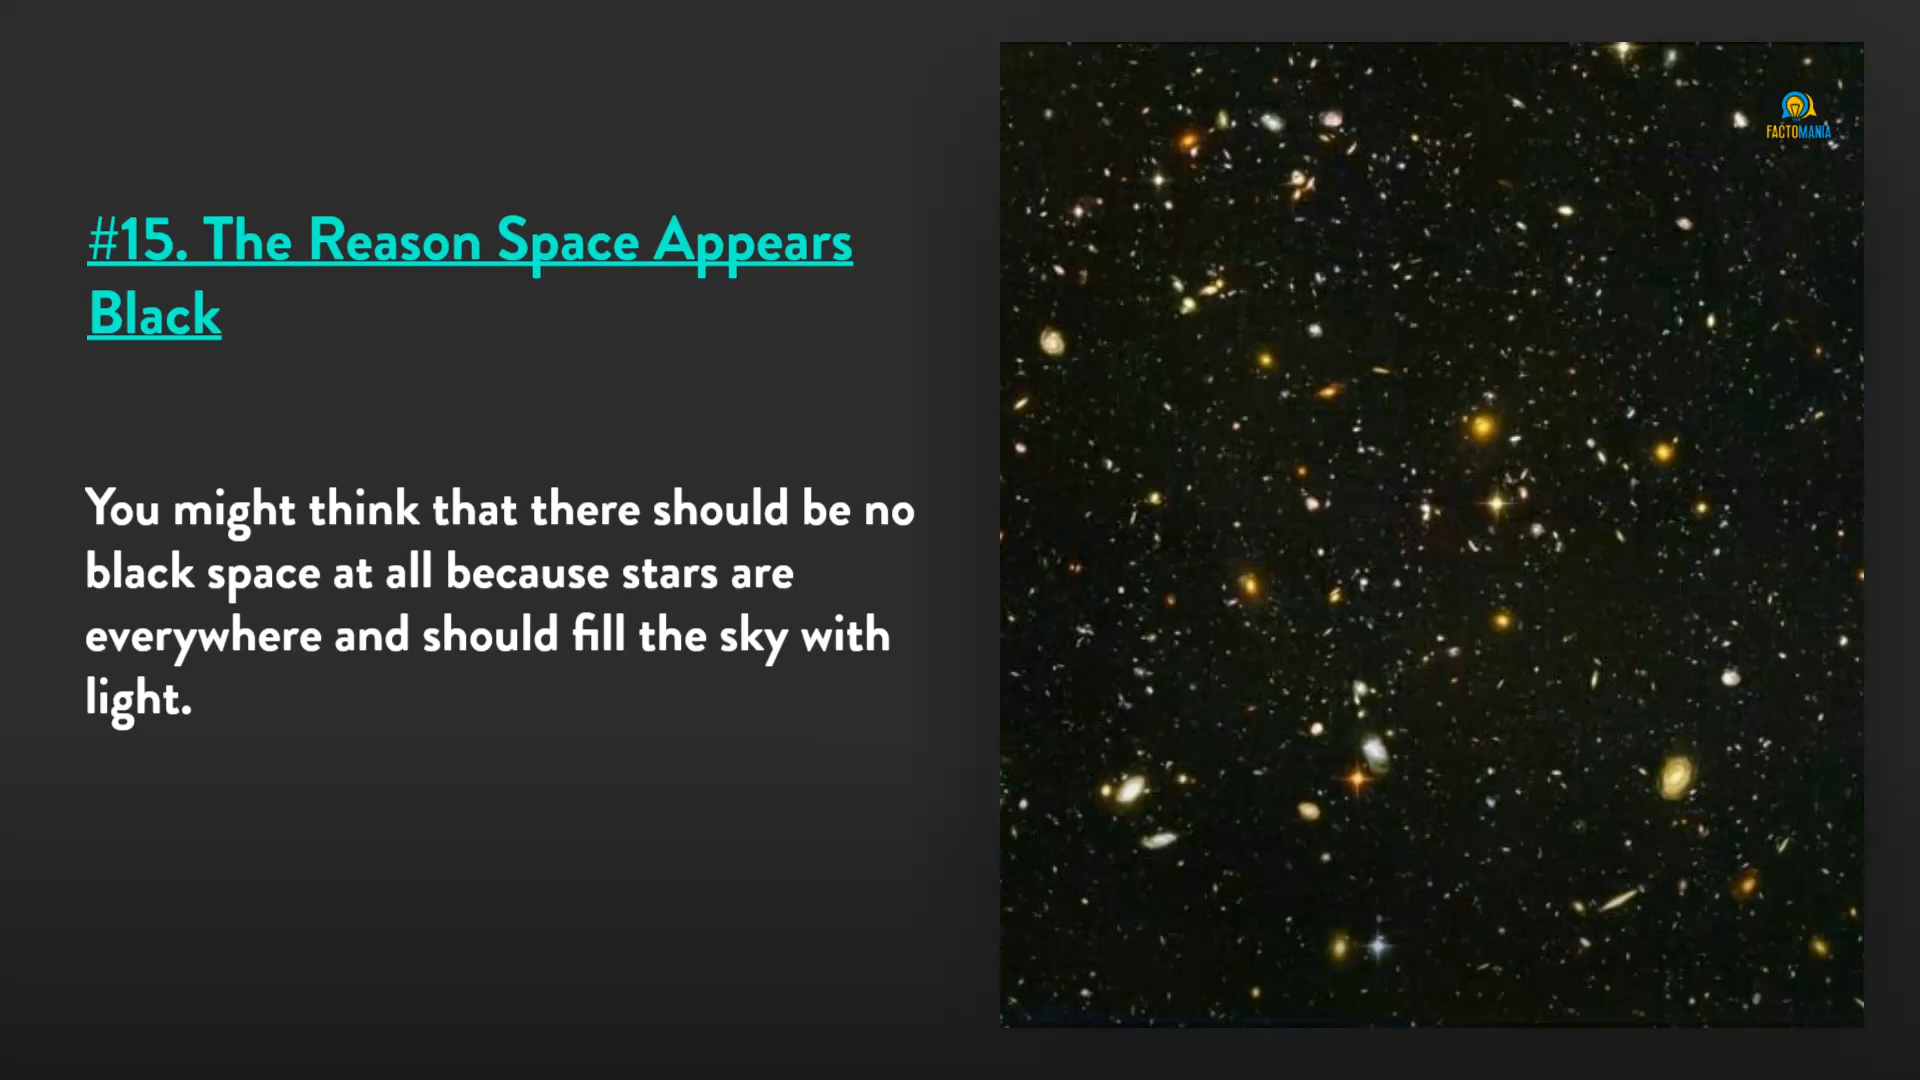 #15. The Reason Space Appears
Black
You might think that there should be no
black space at all because stars are
everywhere and should fill the sky with
light.
FACTOMANIA